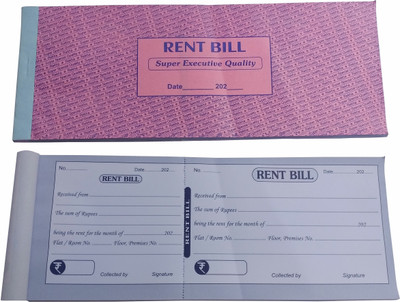 RENT BILL
Super Executive Quality
Date________202____
No. Date 202
RENT BILL
Received from
The sum of Rupees
being the rent for the month of 202
Flat / Room No. Floor, Premises No.
₹ Collected by Signature
RENT BILL
No. Date 202
RENT BILL
Received from
The sum of Rupees
being the rent for the month of 202
Flat / Room No. Floor, Premises No.
₹ Collected by Signature